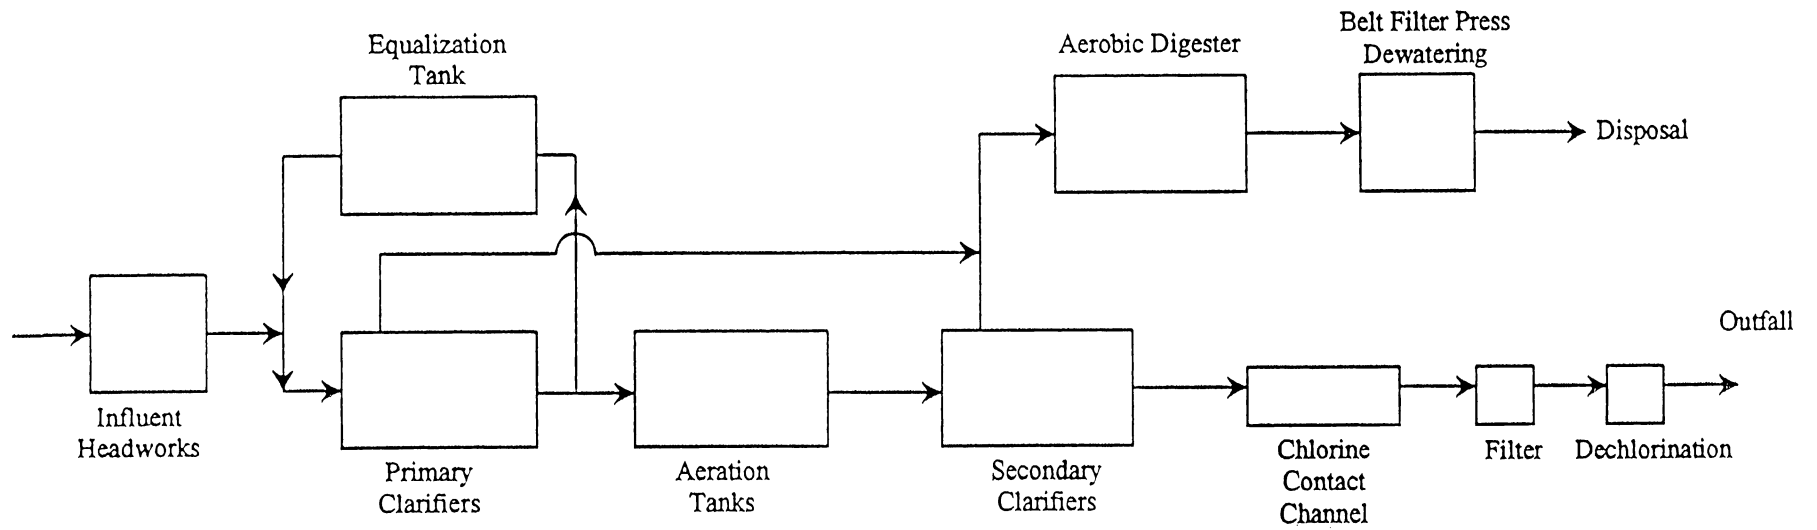 Equalization
Tank
Aerobic Digester
Belt Filter Press
Dewatering
Disposal
Outfall
Influent
Headworks
Primary
Clarifiers
Aeration
Tanks
Secondary
Clarifiers
Chlorine
Contact
Channel
Filter
Dechlorination